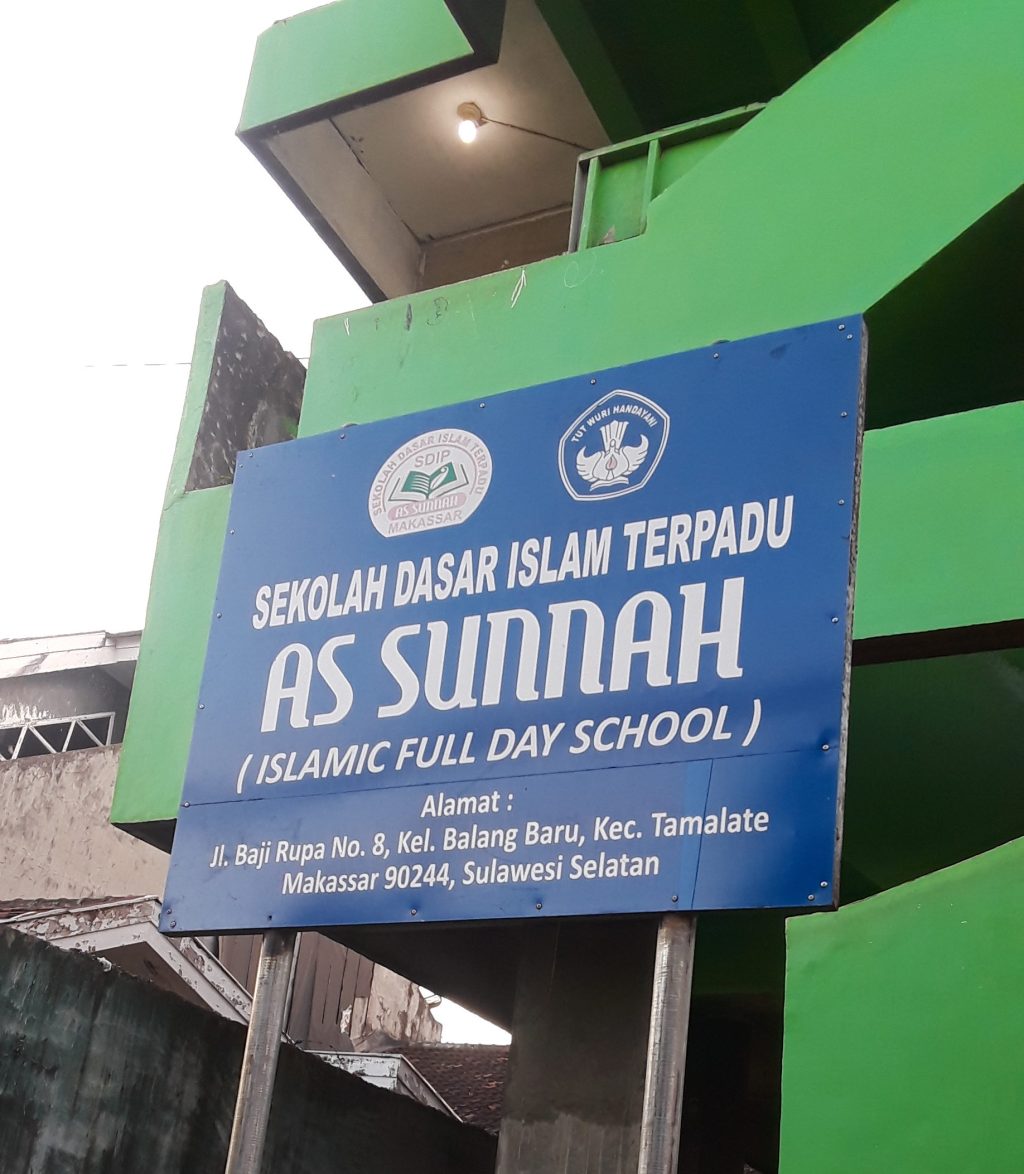 SEKOLAH DASAR ISLAM TERPADU
SDIP
AS SUNNAH
MAKASSAR
TUT WURI HANDAYANI
SEKOLAH DASAR ISLAM TERPADU
AS SUNNAH
( ISLAMIC FULL DAY SCHOOL )
Alamat :
Jl. Baji Rupa No. 8, Kel. Balang Baru, Kec. Tamalate
Makassar 90244, Sulawesi Selatan